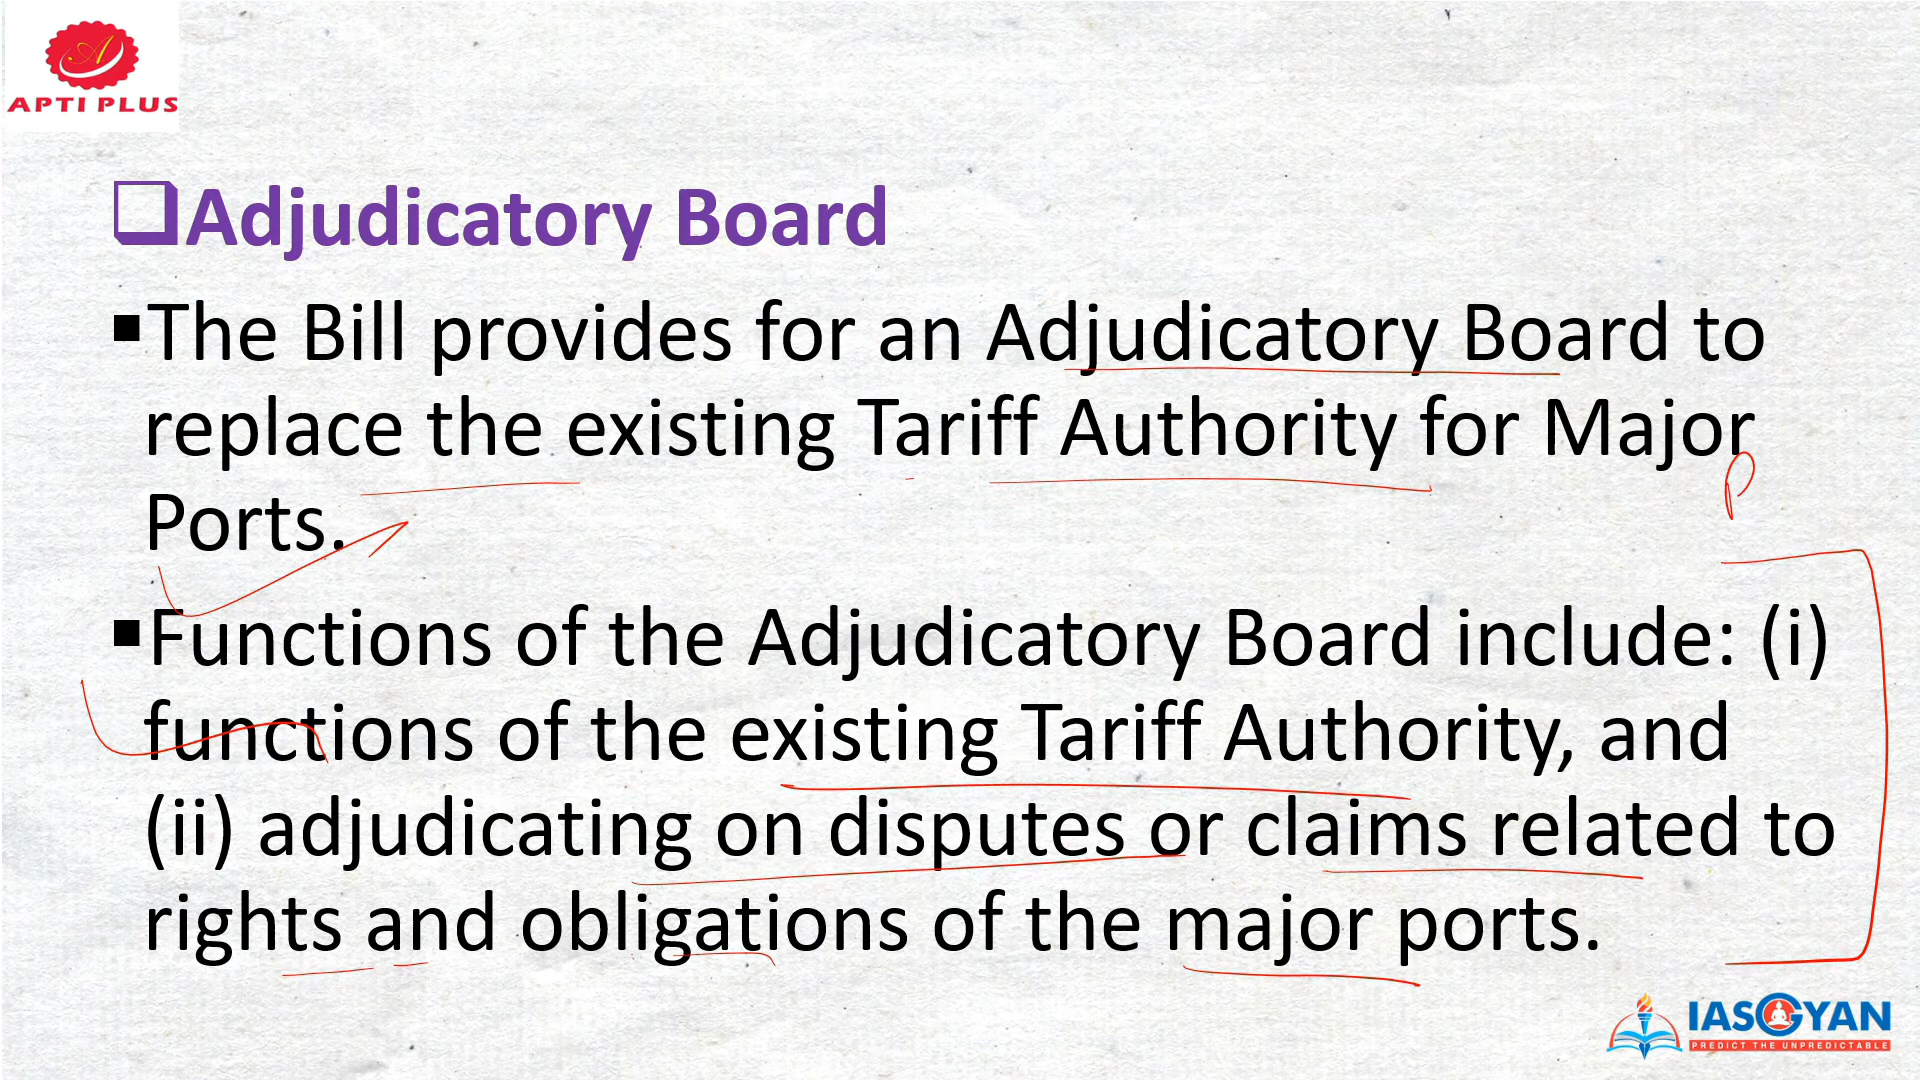 A
APTI PLUS
Adjudicatory Board
The Bill provides for an Adjudicatory Board to
replace the existing Tariff Authority for Major
Ports.
P
Functions of the Adjudicatory Board include: (i)
functions of the existing Tariff Authority, and
(ii) adjudicating on disputes or claims related to
rights and obligations of the major ports.
IASGYAN
PREDICT THE UNPREDICTABLE